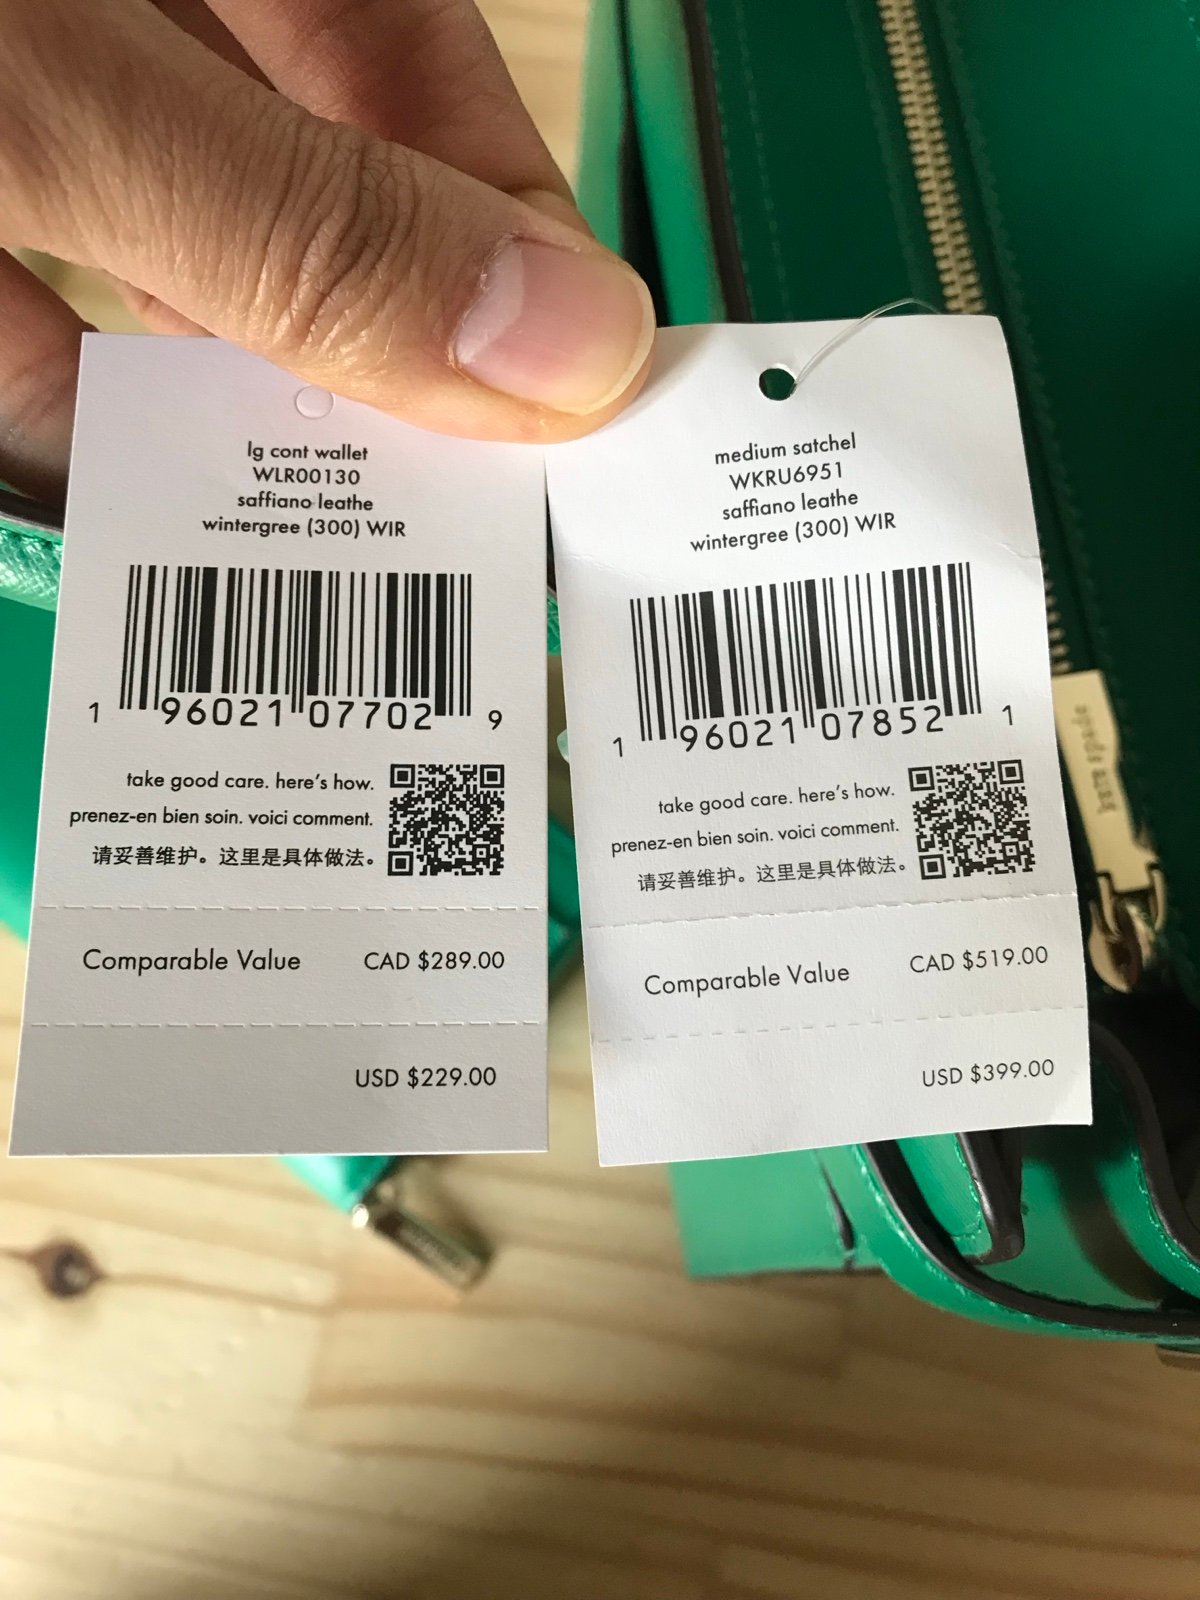 lg cont wallet
WLR00130
saffiano leathe
wintergree (300) WIR
1 96021 07702 9
take good care. here's how.
prenez-en bien soin. voici comment.
请妥善维护。这里是具体做法。
Comparable Value CAD $289.00
USD $229.00
medium satchel
WKRU6951
saffiano leathe
wintergree (300) WIR
1 96021 07852 1
take good care. here's how.
prenez-en bien soin. voici comment.
请妥善维护。这里是具体做法。
Comparable Value CAD $519.00
USD $399.00
kate spade